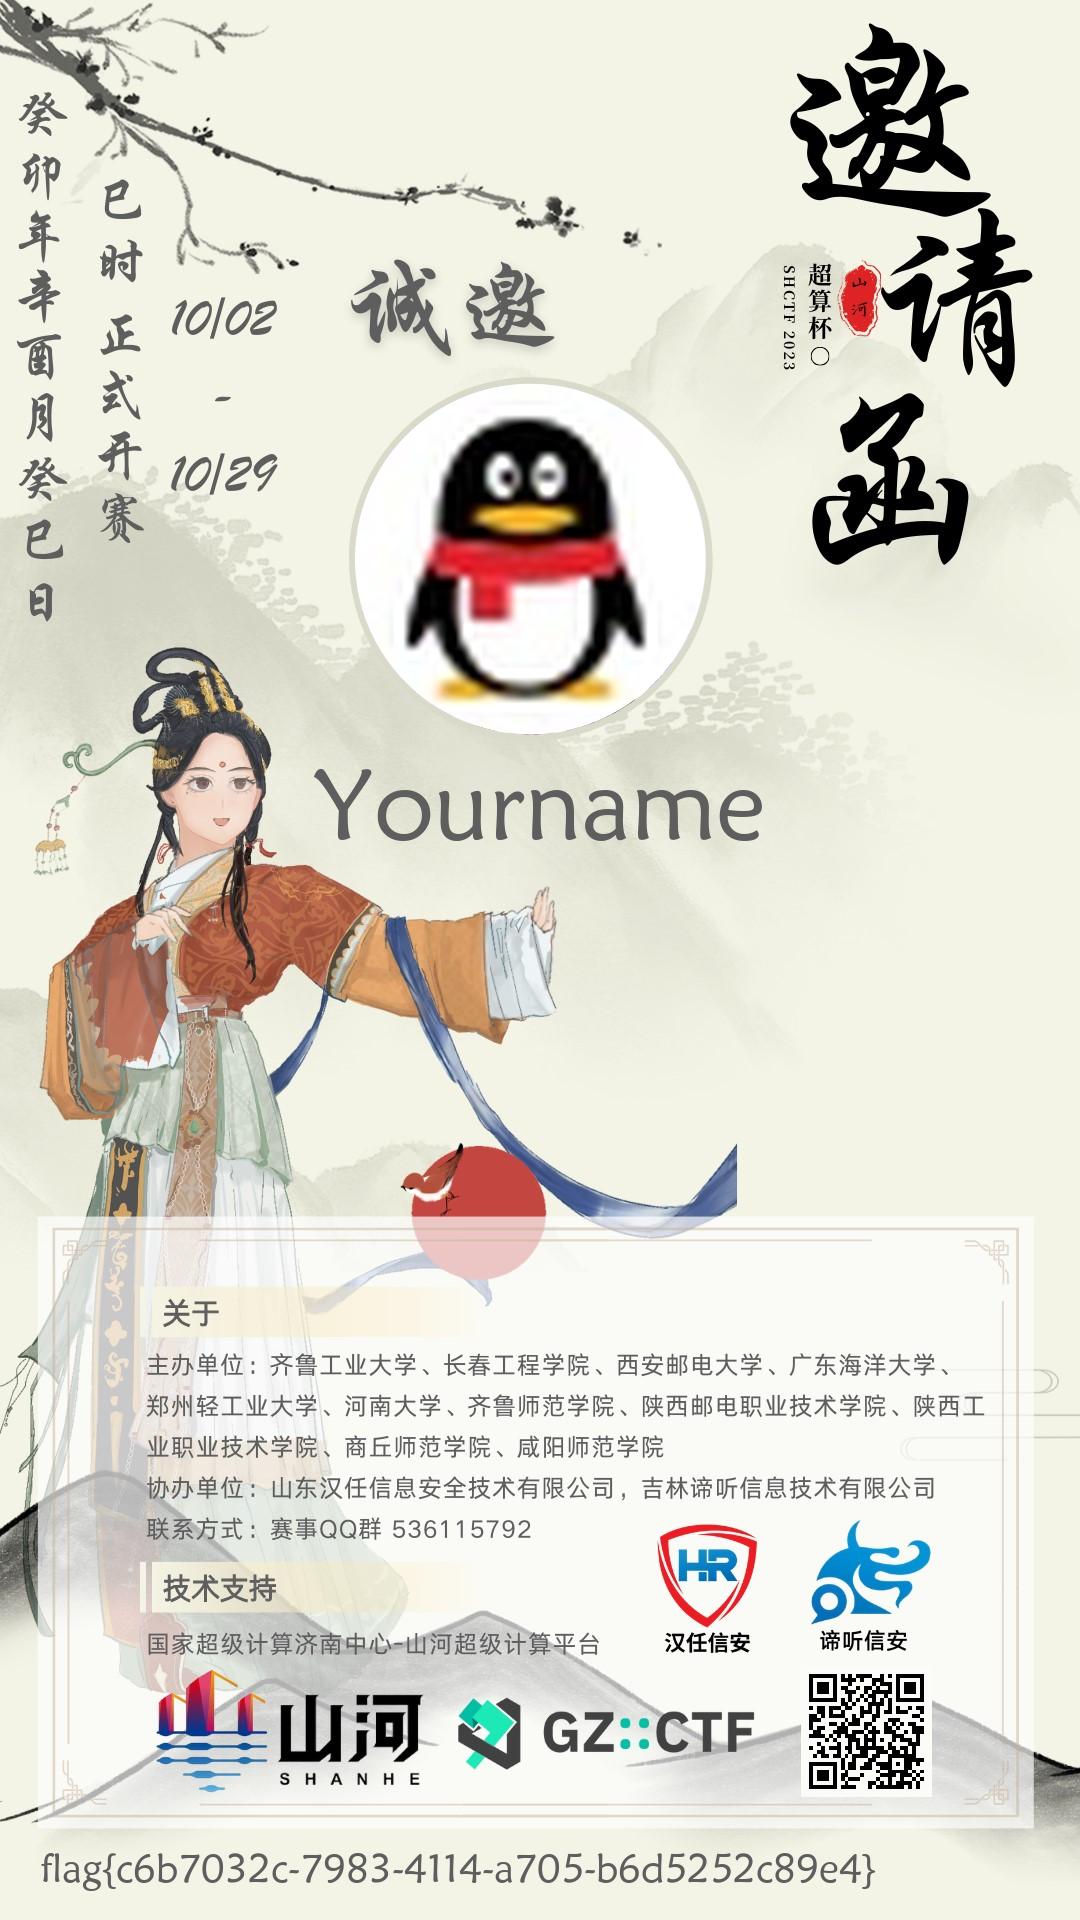 邀请函
超算杯〇
SHCTF 2023
山河
癸卯年辛酉月癸巳日
巳时 正式开赛
10/02
-
10/29
诚邀
Yourname
关于
主办单位：齐鲁工业大学、长春工程学院、西安邮电大学、广东海洋大学、
郑州轻工业大学、河南大学、齐鲁师范学院、陕西邮电职业技术学院、陕西工
业职业技术学院、商丘师范学院、咸阳师范学院
协办单位：山东汉任信息安全技术有限公司，吉林谛听信息技术有限公司
联系方式：赛事QQ群 536115792
技术支持
国家超级计算济南中心-山河超级计算平台
HR
汉任信安
谛听信安
山河
SHANHE
GZ::CTF
flag{c6b7032c-7983-4114-a705-b6d5252c89e4}